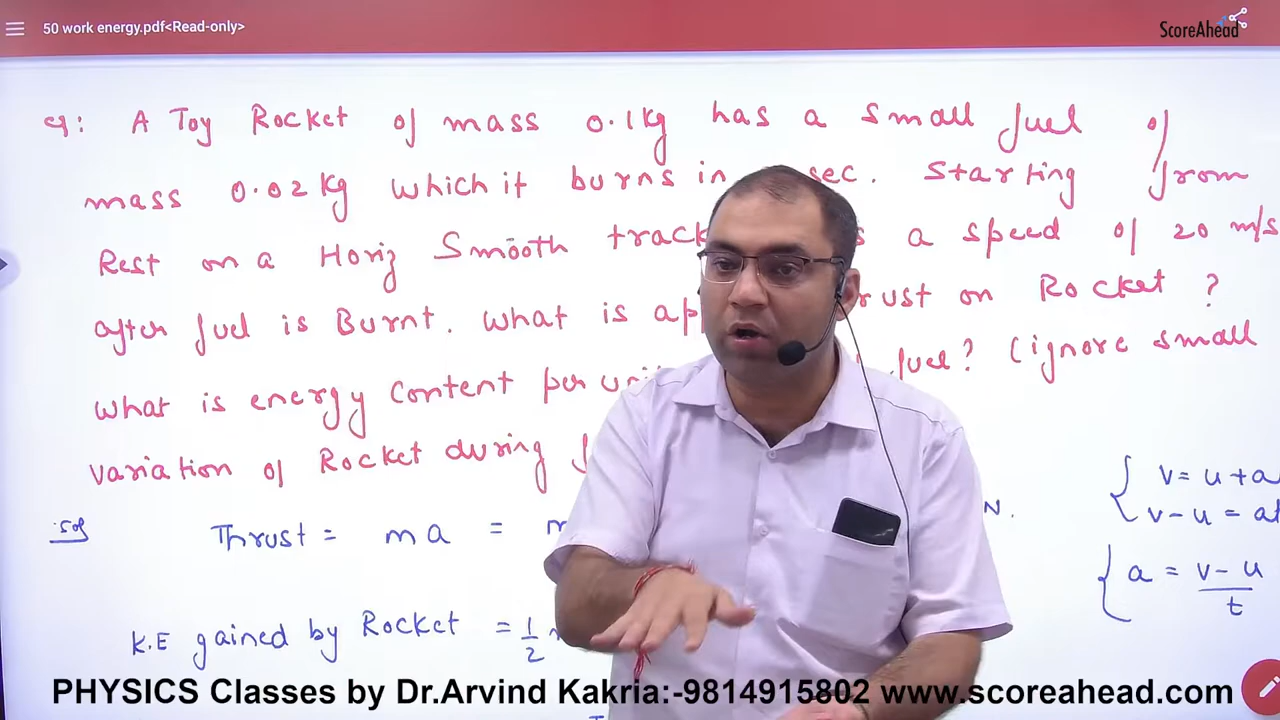 50 work energy.pdf<Read-only>
ScoreAhead
eg: A Toy Rocket of mass 0.1kg has a small fuel of
mass 0.02 kg which it burns in sec. Starting from
Rest on a Horiz Smooth track a speed of 20 m/s
after fuel is Burnt. What is on Rocket ?
What is energy content per fuel? (ignore small
variation of Rocket during
Sol Thrust = ma = N. { v = u + a
v - u = at
{ a = v - u / t
K.E gained by Rocket = 1/2
PHYSICS Classes by Dr.Arvind Kakria:-9814915802 www.scoreahead.com